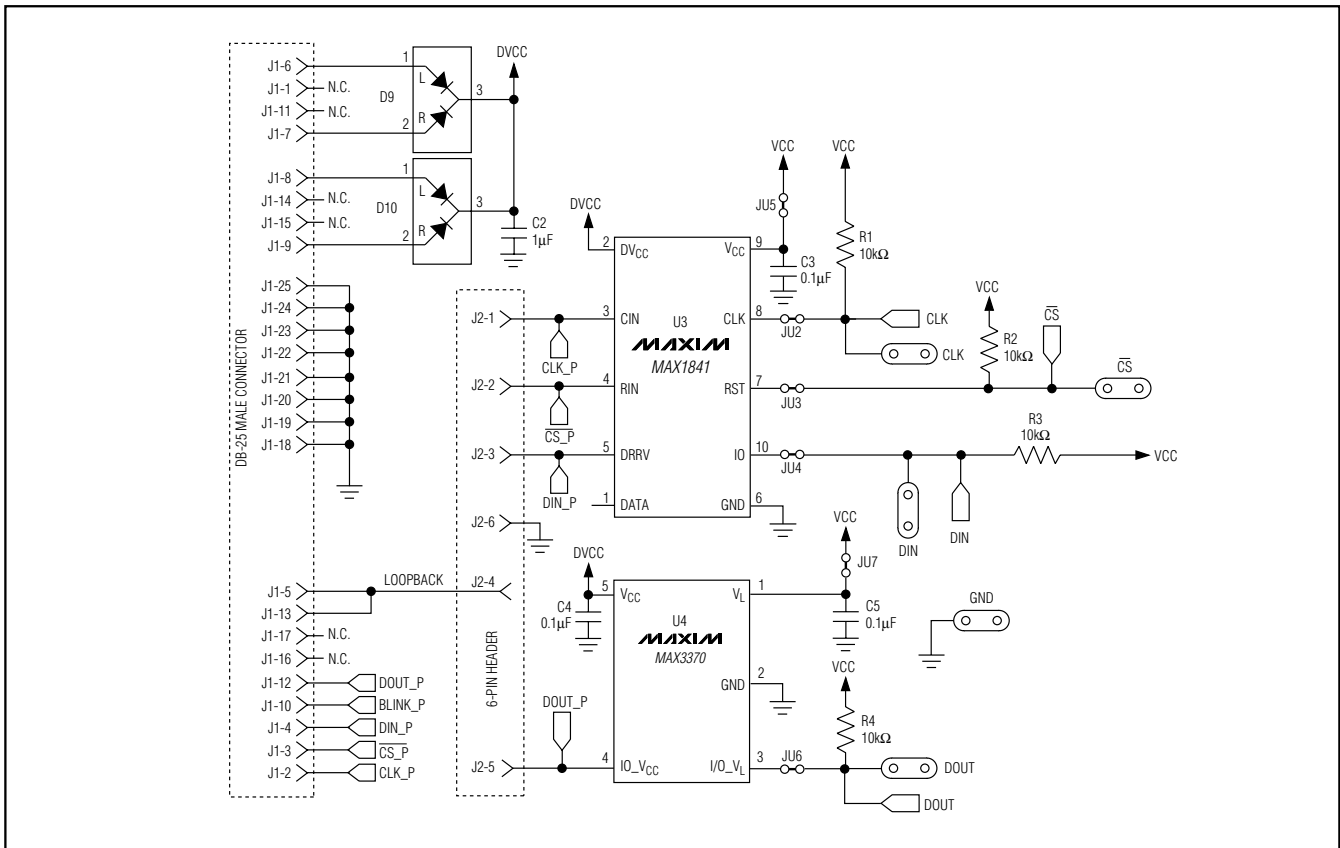 DB-25 MALE CONNECTOR
J1-6
J1-1 N.C.
J1-11 N.C.
J1-7
1
L
D9
R
2
3
DVCC
J1-8
J1-14 N.C.
J1-15 N.C.
J1-9
1
L
D10
R
2
3
C2
1µF
J1-25
J1-24
J1-23
J1-22
J1-21
J1-20
J1-19
J1-18
J1-5
J1-13
LOOPBACK
J1-17 N.C.
J1-16 N.C.
J1-12 DOUT_P
J1-10 BLINK_P
J1-4 DIN_P
J1-3 C̅S̅_P̅
J1-2 CLK_P
6-PIN HEADER
J2-1
J2-2
J2-3
J2-6
J2-4
J2-5
CLK_P
C̅S̅_P̅
DIN_P
DOUT_P
DVCC
2 DVCC
3 CIN
4 RIN
5 DRRV
1 DATA
U3
MAXIM
MAX1841
VCC 9
CLK 8
RST 7
IO 10
GND 6
VCC
JU5
C3
0.1µF
VCC
R1
10kΩ
JU2
CLK
CLK
VCC
R2
10kΩ
C̅S̅
JU3
C̅S̅
R3
10kΩ
VCC
JU4
DIN
DIN
DVCC
C4
0.1µF
5 VCC
4 IO_VCC
U4
MAXIM
MAX3370
VL 1
GND 2
I/O_VL 3
VCC
JU7
C5
0.1µF
GND
VCC
R4
10kΩ
JU6
DOUT
DOUT